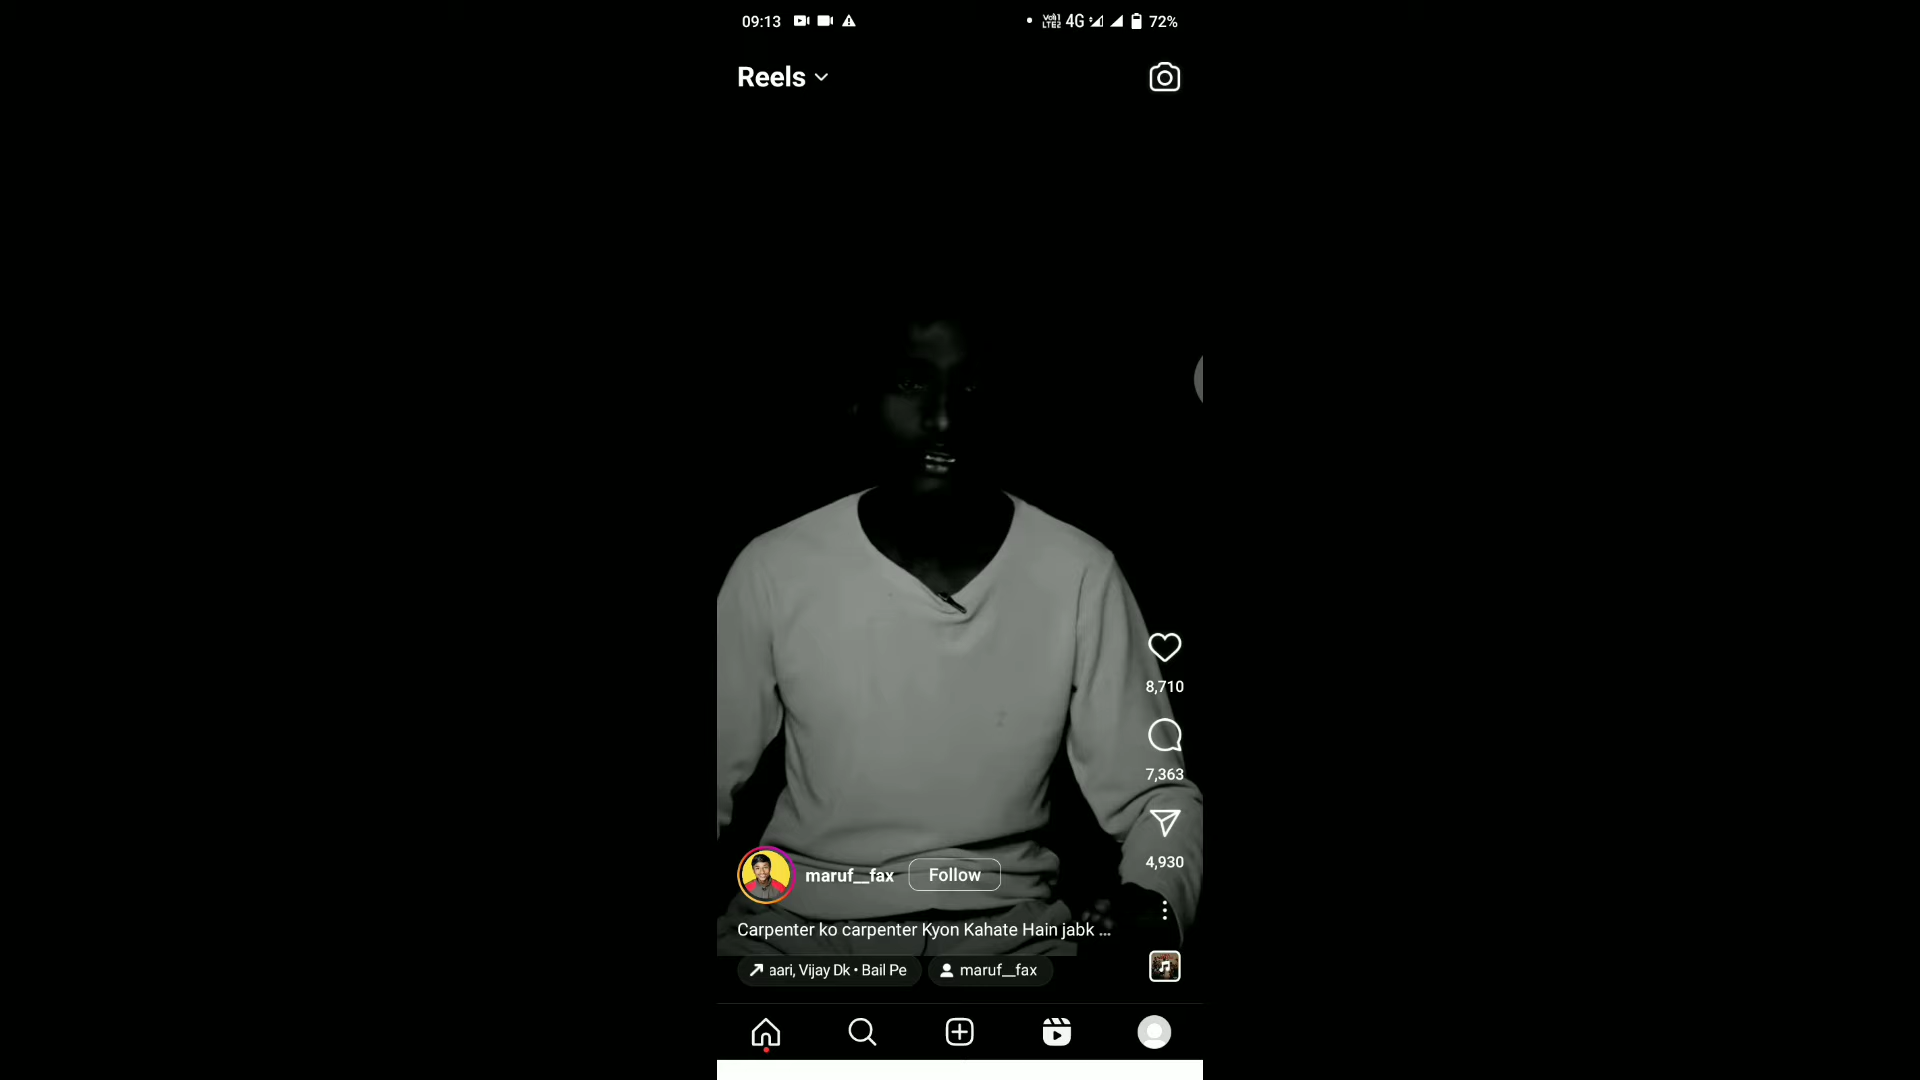 09:13
4G 72%
Reels
8,710
7,363
4,930
maruf__fax Follow
Carpenter ko carpenter Kyon Kahate Hain jabk ...
aari, Vijay Dk • Bail Pe
maruf__fax